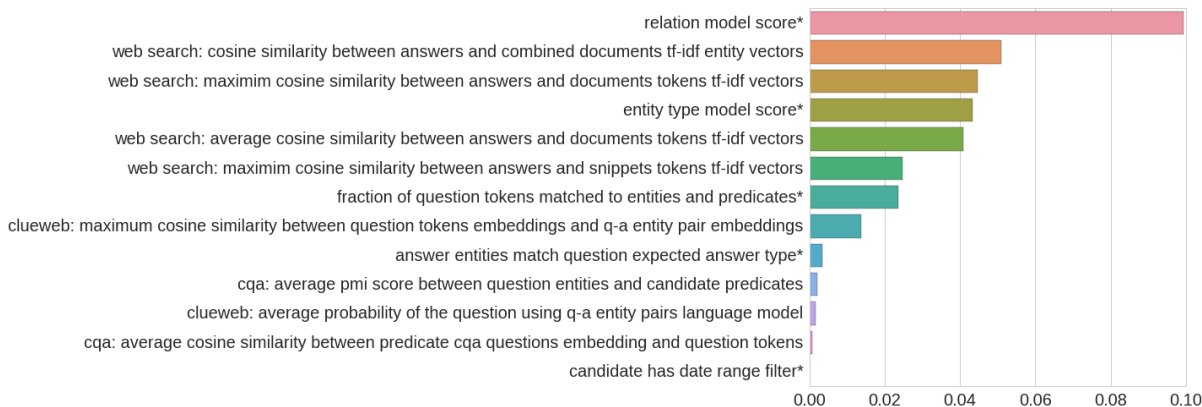 relation model score*
web search: cosine similarity between answers and combined documents tf-idf entity vectors
web search: maximim cosine similarity between answers and documents tokens tf-idf vectors
entity type model score*
web search: average cosine similarity between answers and documents tokens tf-idf vectors
web search: maximim cosine similarity between answers and snippets tokens tf-idf vectors
fraction of question tokens matched to entities and predicates*
clueweb: maximum cosine similarity between question tokens embeddings and q-a entity pair embeddings
answer entities match question expected answer type*
cqa: average pmi score between question entities and candidate predicates
clueweb: average probability of the question using q-a entity pairs language model
cqa: average cosine similarity between predicate cqa questions embedding and question tokens
candidate has date range filter*
0.00 0.02 0.04 0.06 0.08 0.10